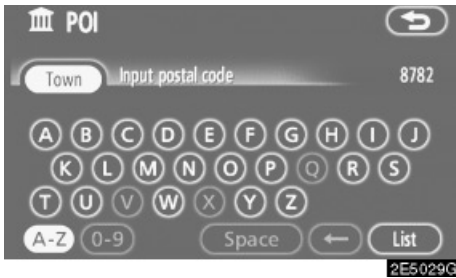 POI
Town Input postal code 8782
A B C D E F G H I J
K L M N O P Q R S
T U V W X Y Z
A-Z 0-9 Space ← List
2E5029G